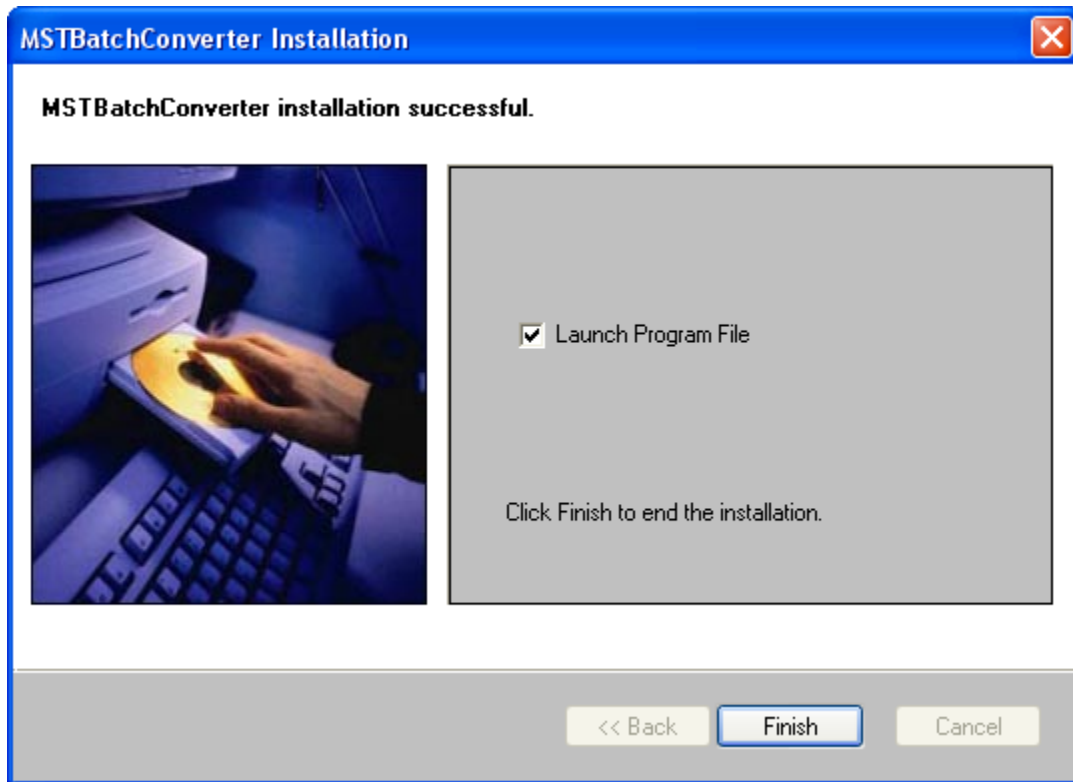 MSTBatchConverter Installation
MSTBatchConverter installation successful.
Launch Program File
Click Finish to end the installation.
<< Back
Finish
Cancel